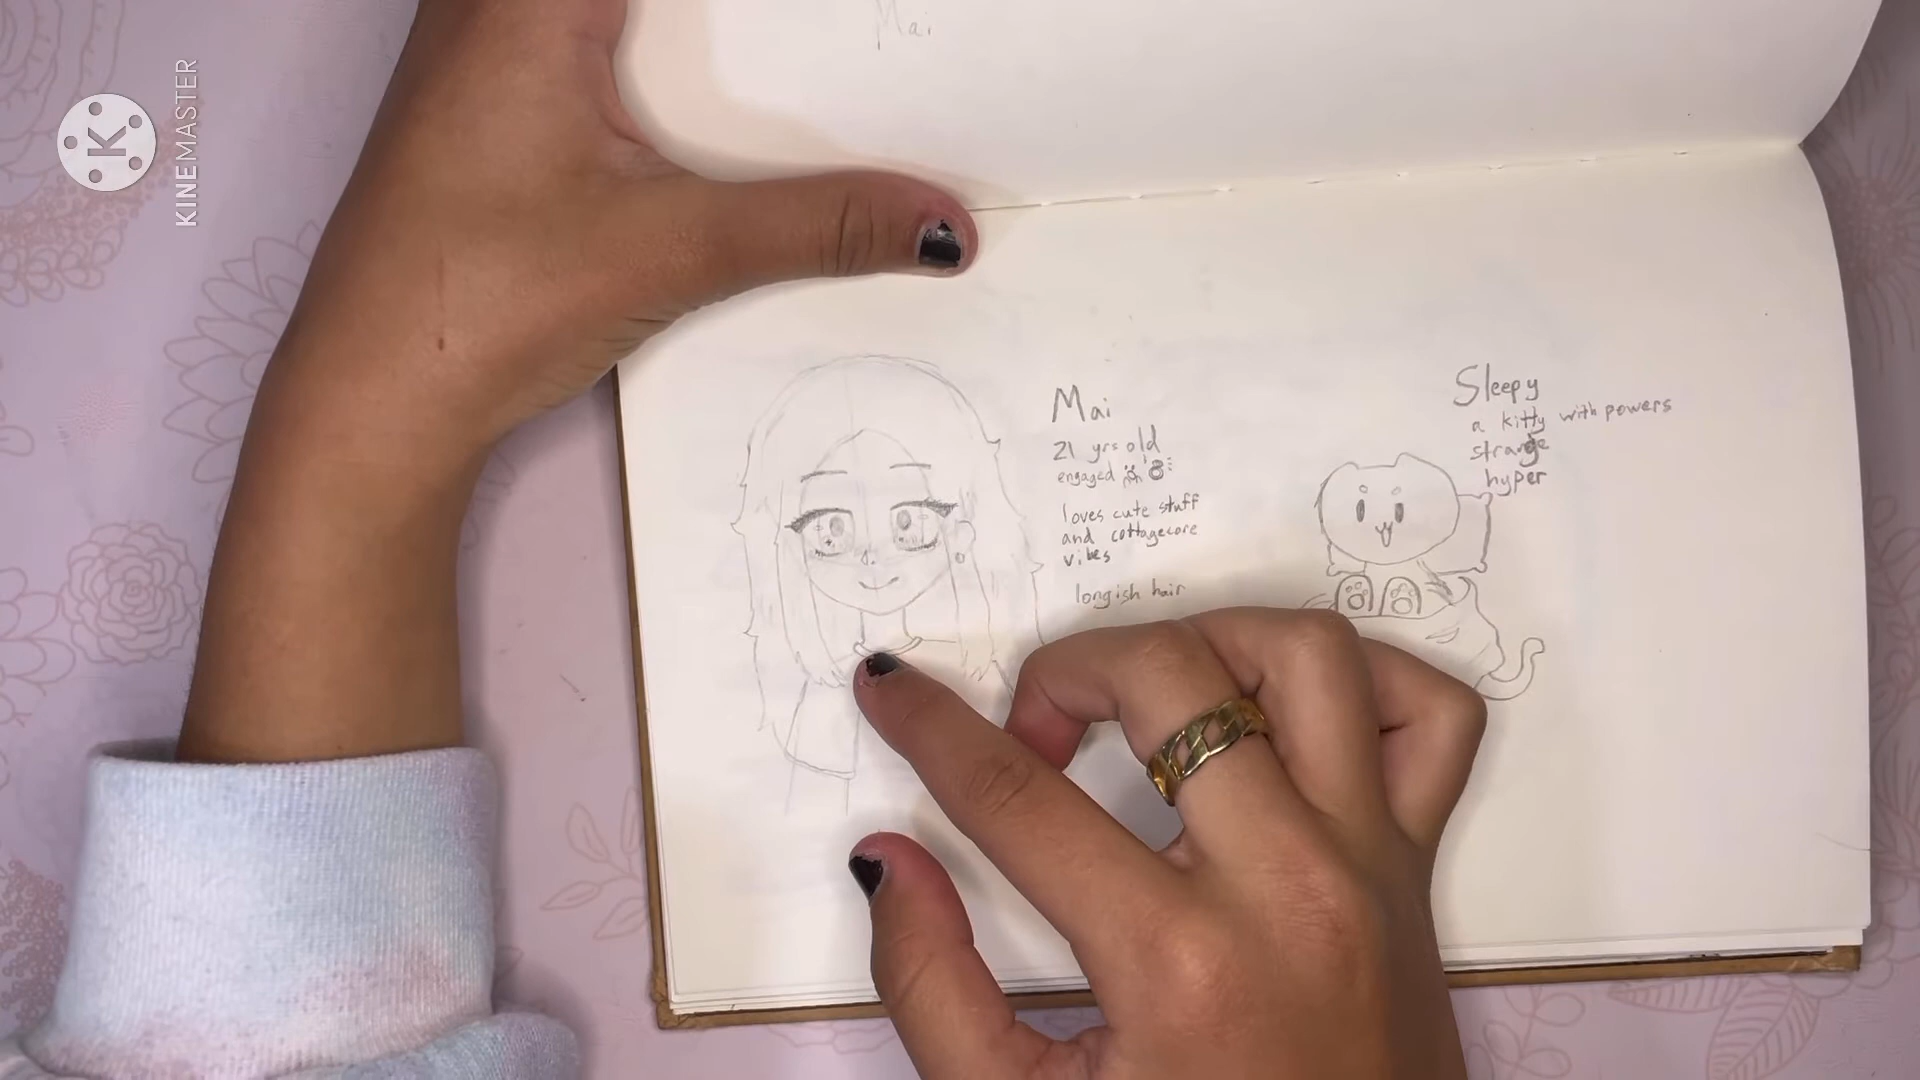 KINEMASTER
Mai
Mai
21 yrs old
engaged
loves cute stuff
and cottagecore
vibes
longish hair
Sleepy
a kitty with powers
strange
hyper